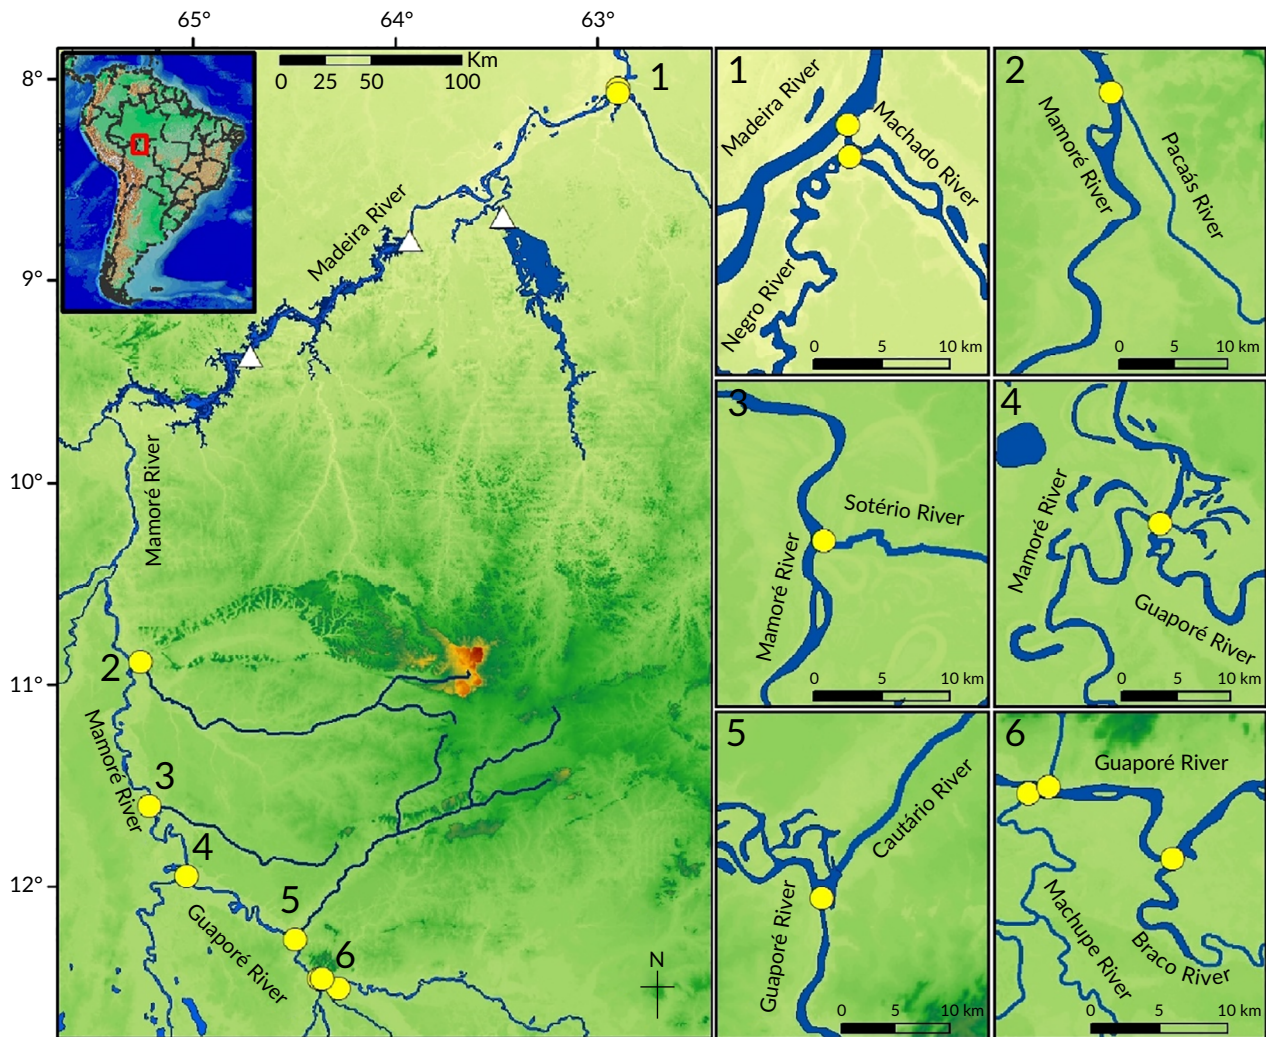 65° 64° 63°
8°
9°
10°
11°
12°
Km
0 25 50 100
1
Madeira River
Mamoré River
2
Mamoré River
3
4
5
Guaporé River
6
N
1
Madeira River
Machado River
Negro River
0 5 10 km
2
Mamoré River
Pacaás River
0 5 10 km
3
Sotério River
Mamoré River
0 5 10 km
4
Mamoré River
Guaporé River
0 5 10 km
5
Cautário River
Guaporé River
0 5 10 km
6
Guaporé River
Machupe River
Braco River
0 5 10 km